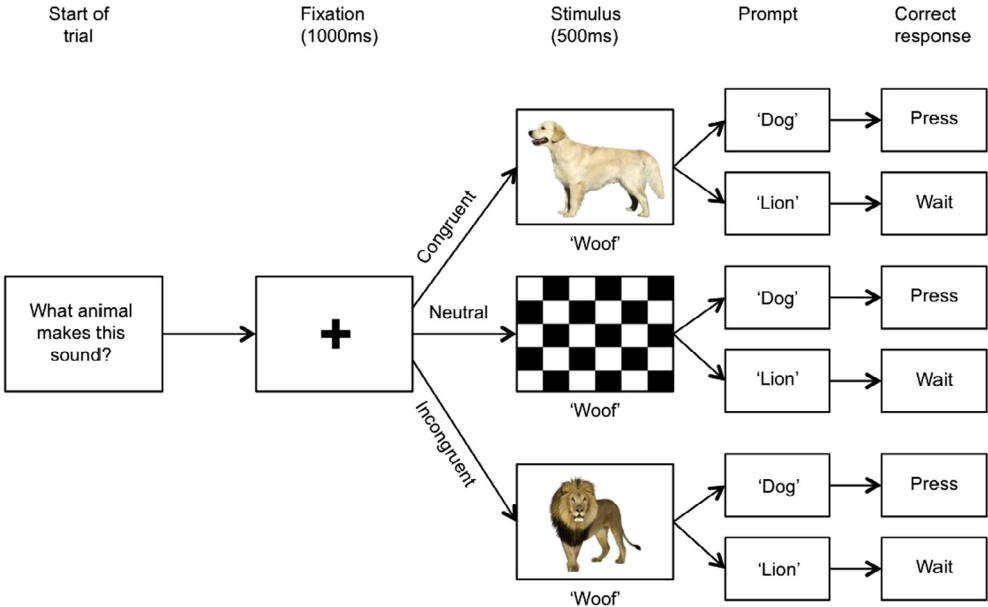 Start of
trial
Fixation
(1000ms)
Stimulus
(500ms)
Prompt
Correct
response
What animal
makes this
sound?
Congruent
Neutral
Incongruent
‘Woof’
‘Dog’
Press
‘Lion’
Wait
‘Woof’
‘Dog’
Press
‘Lion’
Wait
‘Woof’
‘Dog’
Press
‘Lion’
Wait